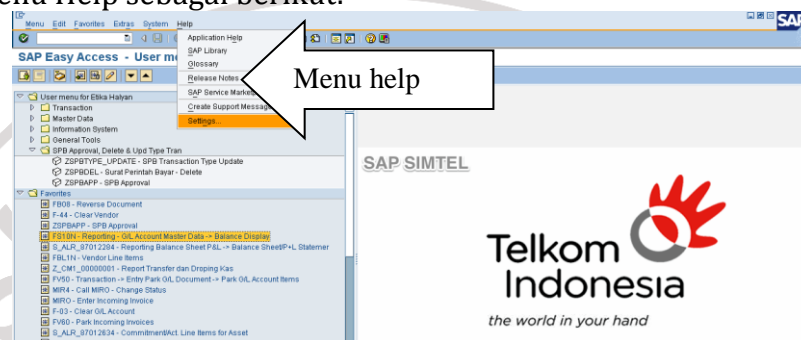 enu Help sebagai berikut:
Menu Edit Favorites Extras System Help
SAP
SAP Easy Access - User me
Application Help
SAP Library
Glossary
Release Notes
SAP Service Market
Create Support Message
Settings...
Menu help
User menu for Etika Halyan
Transaction
Master Data
Information System
General Tools
SPB Approval, Delete & Upd Type Tran
ZSPBTYPE_UPDATE - SPB Transaction Type Update
ZSPBDEL - Surat Perintah Bayar - Delete
ZSPBAPP - SPB Approval
Favorites
FB08 - Reverse Document
F-44 - Clear Vendor
ZSPBAPP - SPB Approval
FS10N - Reporting - G/L Account Master Data -> Balance Display
S_ALR_87012284 - Reporting Balance Sheet P&L -> Balance Sheet/P+L Statemer
FBL1N - Vendor Line Items
Z_CM1_00000001 - Report Transfer dan Droping Kas
FV50 - Transaction -> Entry Park G/L Document -> Park G/L Account Items
MIR4 - Call MIRO - Change Status
MIRO - Enter Incoming Invoice
F-03 - Clear G/L Account
FV60 - Park Incoming Invoices
S_ALR_87012634 - Commitment/Act. Line Items for Asset
SAP SIMTEL
Telkom
Indonesia
the world in your hand